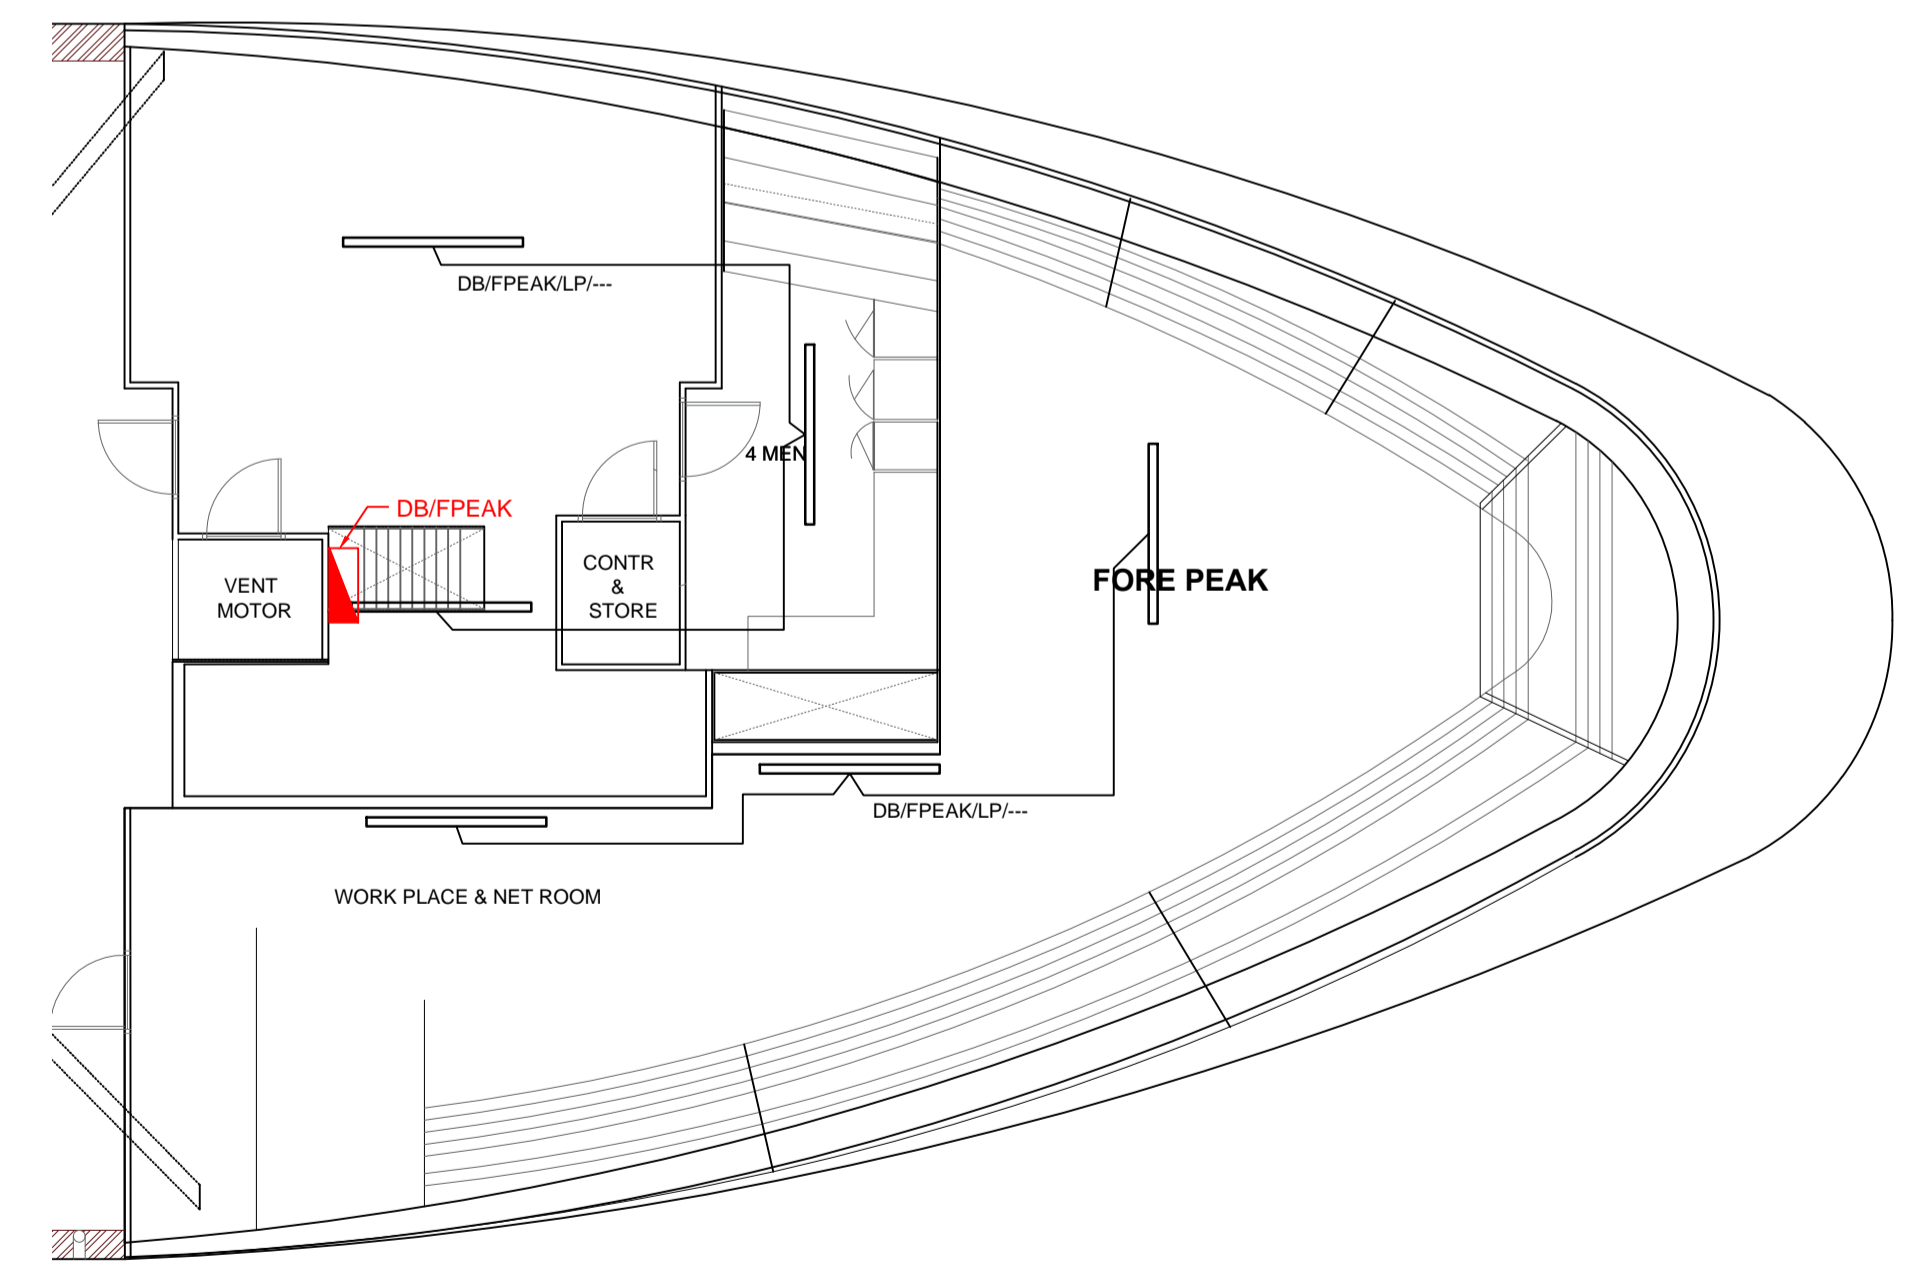 DB/FPEAK/LP/---
4 MEN
DB/FPEAK
VENT
MOTOR
CONTR
&
STORE
FORE PEAK
DB/FPEAK/LP/---
WORK PLACE & NET ROOM